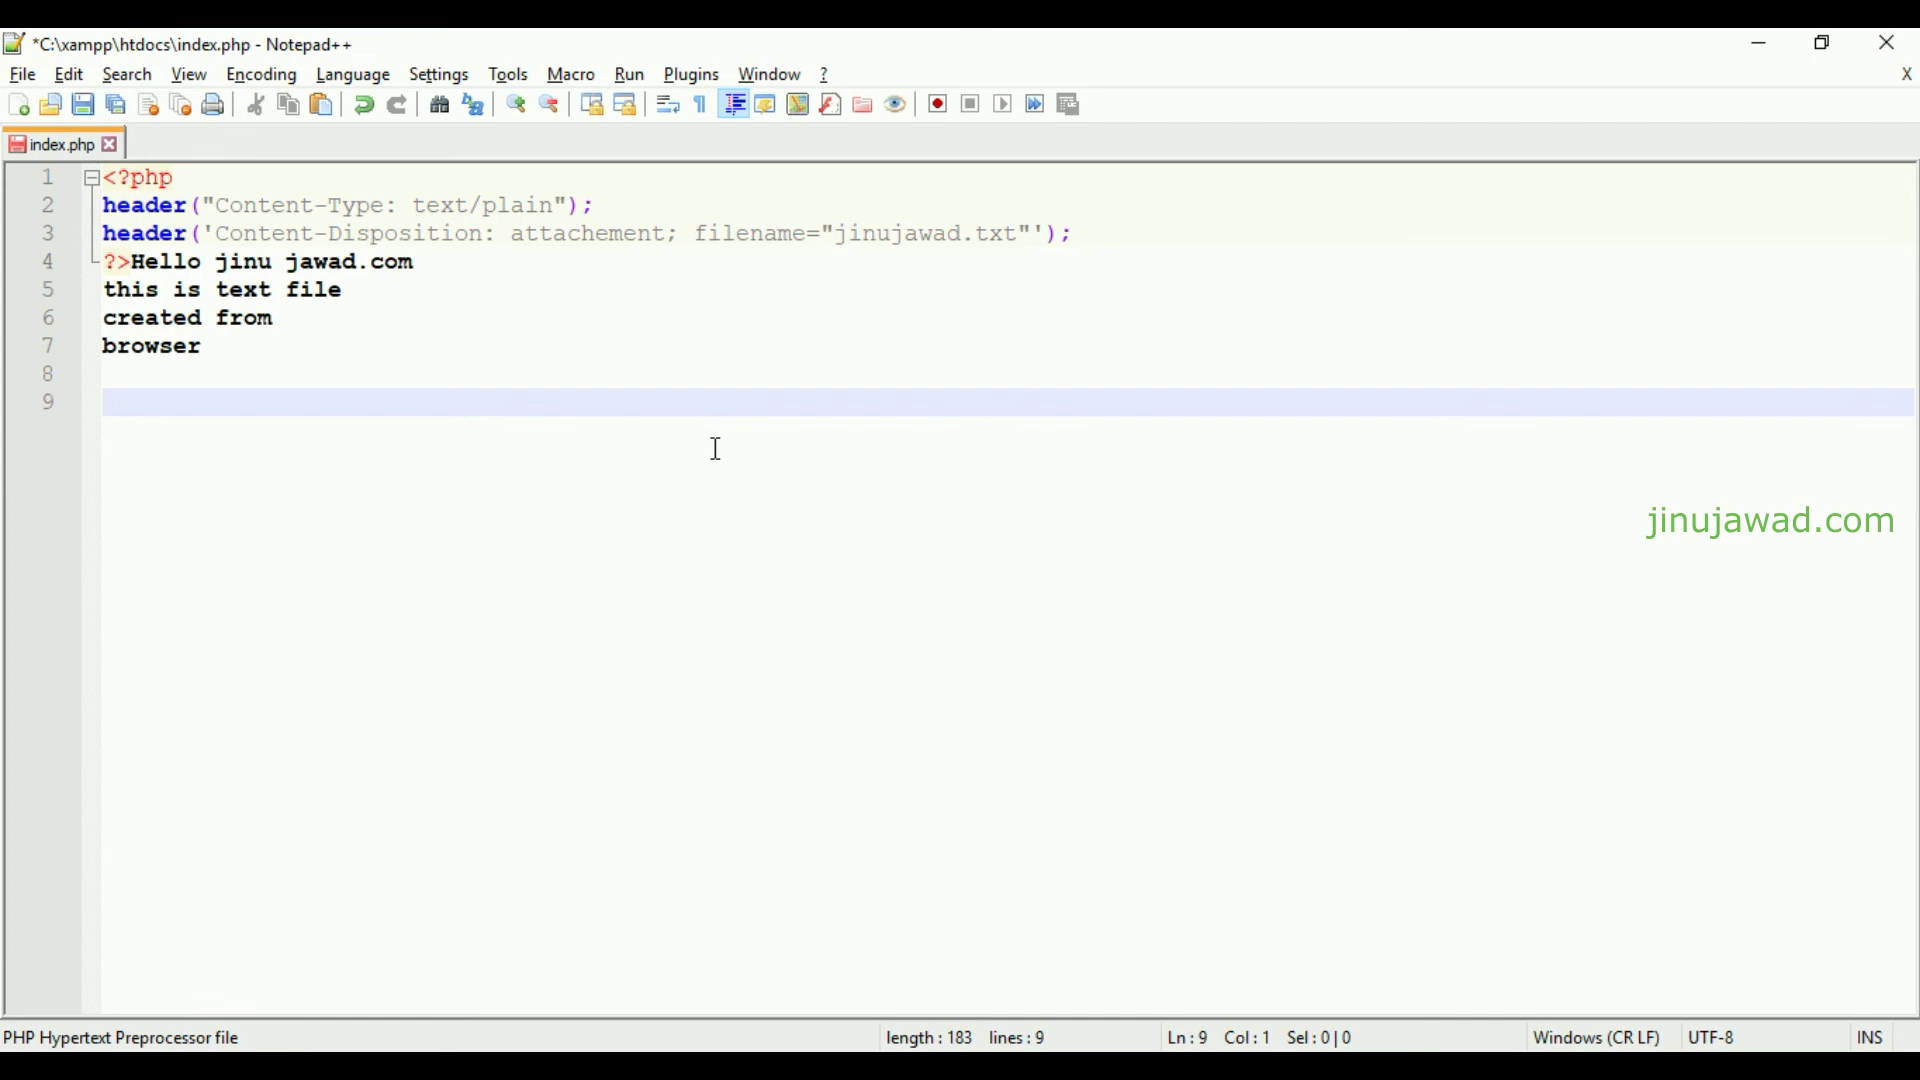 *C:\xampp\htdocs\index.php - Notepad++
File Edit Search View Encoding Language Settings Tools Macro Run Plugins Window ? X
index.php
1 <?php
2 header("Content-Type: text/plain");
3 header('Content-Disposition: attachement; filename="jinujawad.txt"');
4 ?>Hello jinu jawad.com
5 this is text file
6 created from
7 browser
8
9
jinujawad.com
PHP Hypertext Preprocessor file length : 183 lines : 9 Ln : 9 Col : 1 Sel : 0 | 0 Windows (CR LF) UTF-8 INS